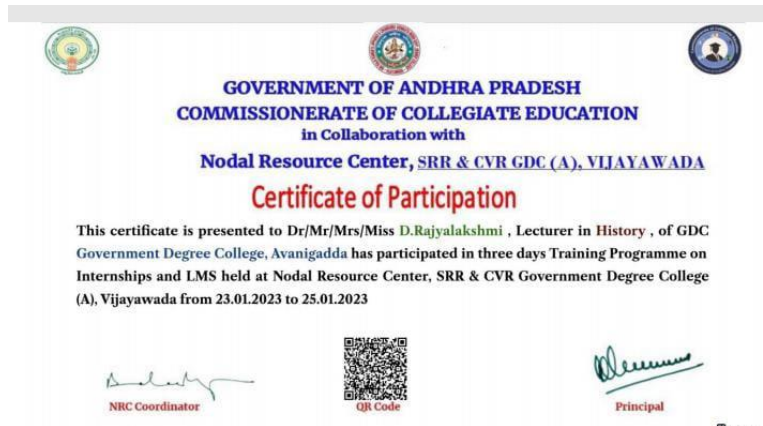 GOVERNMENT OF ANDHRA PRADESH
COMMISSIONERATE OF COLLEGIATE EDUCATION
in Collaboration with
Nodal Resource Center, SRR & CVR GDC (A), VIJAYAWADA
Certificate of Participation
This certificate is presented to Dr/Mr/Mrs/Miss D.Rajyalakshmi , Lecturer in History , of GDC
Government Degree College, Avanigadda has participated in three days Training Programme on
Internships and LMS held at Nodal Resource Center, SRR & CVR Government Degree College
(A), Vijayawada from 23.01.2023 to 25.01.2023
NRC Coordinator
QR Code
Principal